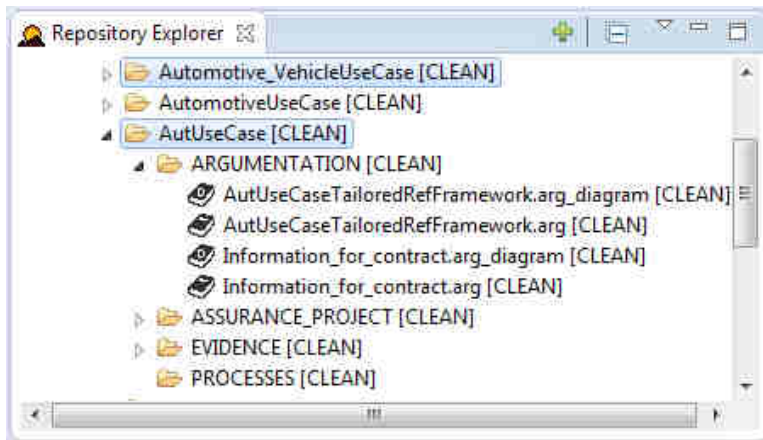 Repository Explorer
Automotive_VehicleUseCase [CLEAN]
AutomotiveUseCase [CLEAN]
AutUseCase [CLEAN]
ARGUMENTATION [CLEAN]
AutUseCaseTailoredRefFramework.arg_diagram [CLEAN]
AutUseCaseTailoredRefFramework.arg [CLEAN]
Information_for_contract.arg_diagram [CLEAN]
Information_for_contract.arg [CLEAN]
ASSURANCE_PROJECT [CLEAN]
EVIDENCE [CLEAN]
PROCESSES [CLEAN]